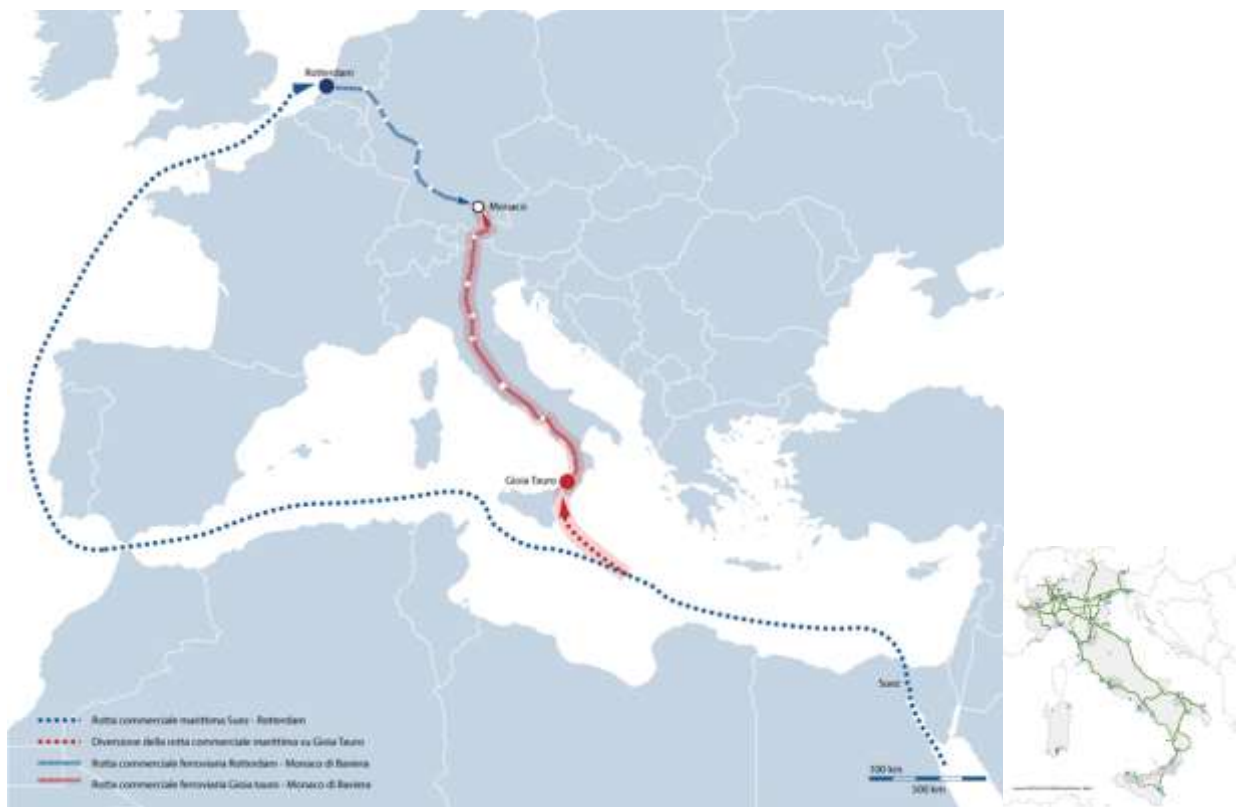 Rotterdam
Monaco
Gioia Tauro
Suez
Rotta commerciale marittima Sues - Rotterdam
Diversione della rotta commerciale marittima su Gioia Tauro
Rotta commerciale ferroviaria Rotterdam - Monaco di Baviera
Rotta commerciale ferroviaria Gioia tauro - Monaco di Baviera
100 km
500 km